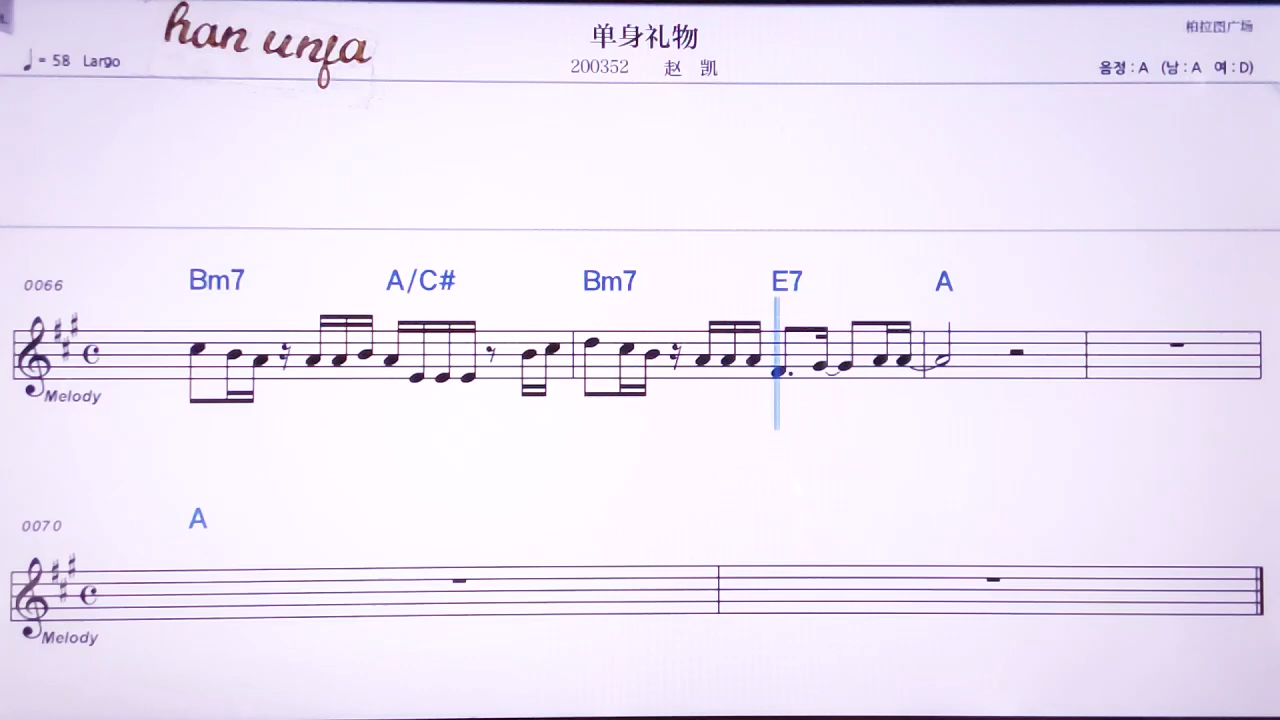 han unfa
单身礼物
柏拉图广场
♩= 58 Largo
200352 赵 凯
음정 : A (남 : A 여 : D)
0066
Bm7 A/C# Bm7 E7 A
Melody
0070
A
Melody